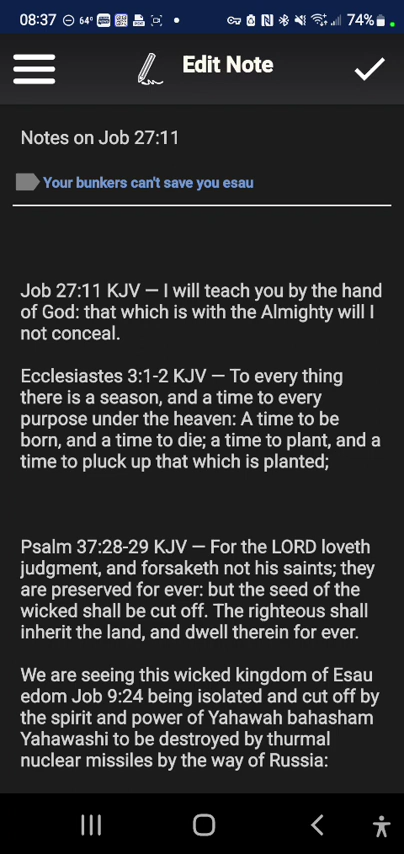 08:37 64° 74%
Edit Note
Notes on Job 27:11
Your bunkers can't save you esau
Job 27:11 KJV — I will teach you by the hand
of God: that which is with the Almighty will I
not conceal.
Ecclesiastes 3:1-2 KJV — To every thing
there is a season, and a time to every
purpose under the heaven: A time to be
born, and a time to die; a time to plant, and a
time to pluck up that which is planted;
Psalm 37:28-29 KJV — For the LORD loveth
judgment, and forsaketh not his saints; they
are preserved for ever: but the seed of the
wicked shall be cut off. The righteous shall
inherit the land, and dwell therein for ever.
We are seeing this wicked kingdom of Esau
edom Job 9:24 being isolated and cut off by
the spirit and power of Yahawah bahasham
Yahawashi to be destroyed by thurmal
nuclear missiles by the way of Russia: